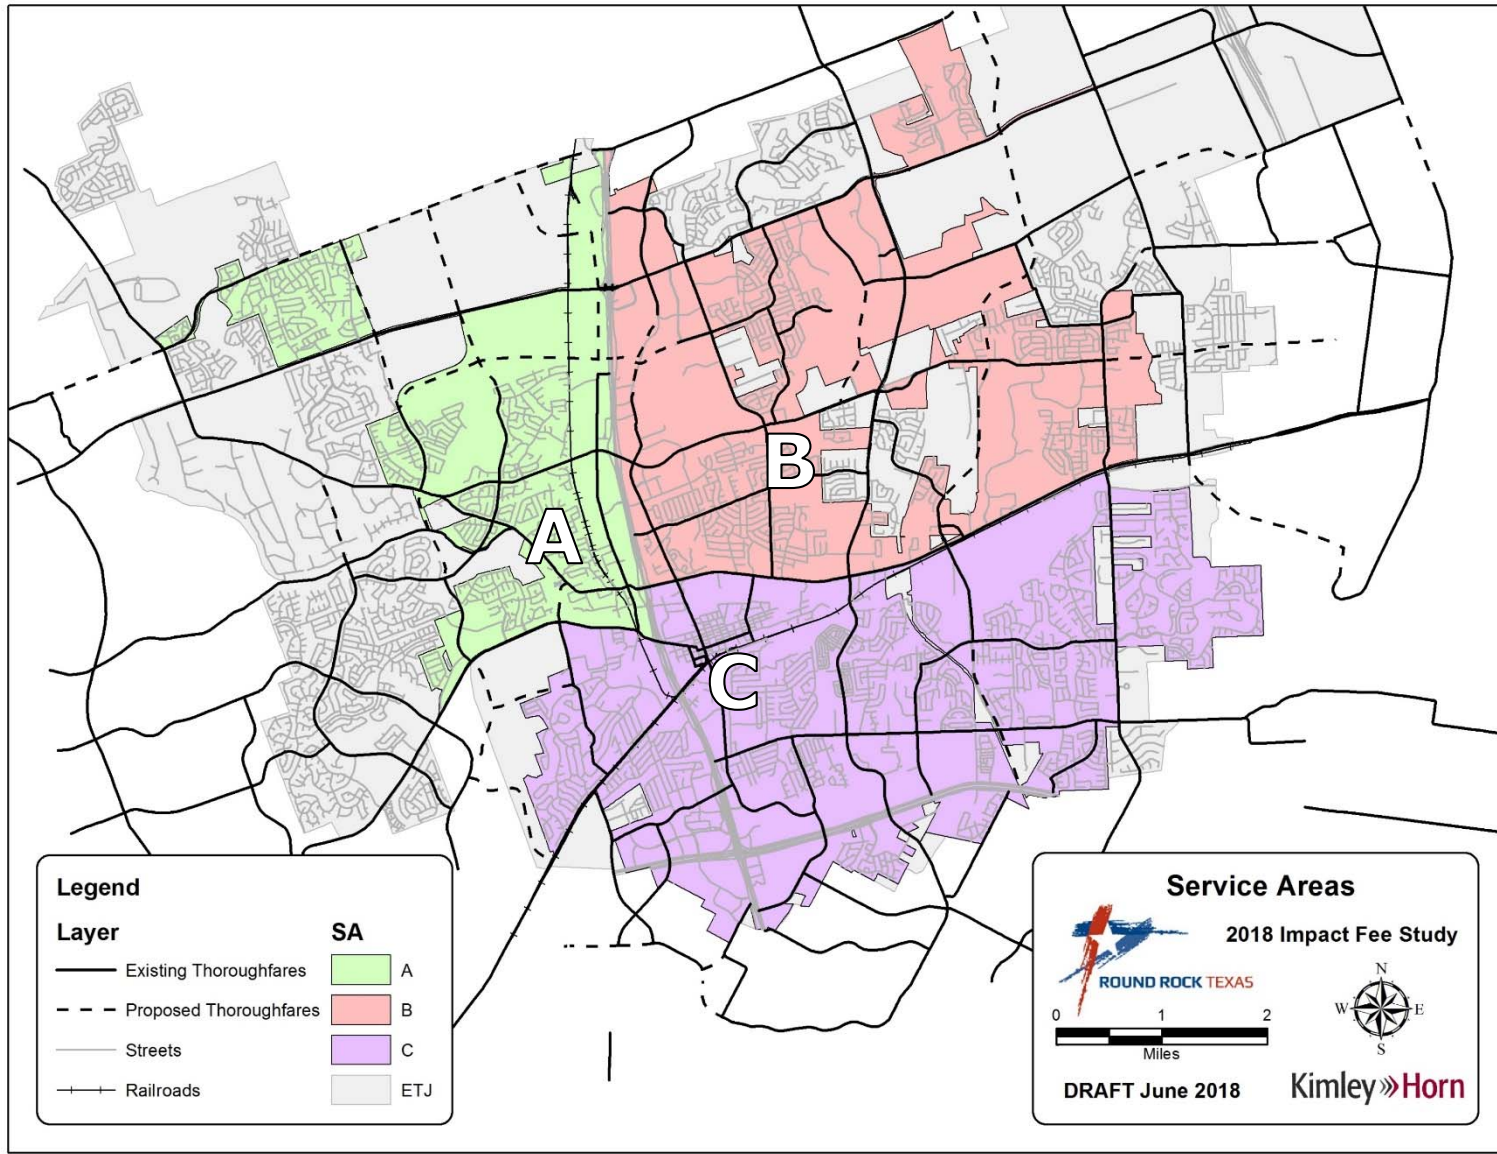 A
B
C
Legend
Layer
SA
Existing Thoroughfares
A
Proposed Thoroughfares
B
Streets
C
Railroads
ETJ
Service Areas
2018 Impact Fee Study
ROUND ROCK TEXAS
N
W E
S
0 1 2
Miles
DRAFT June 2018
Kimley»Horn